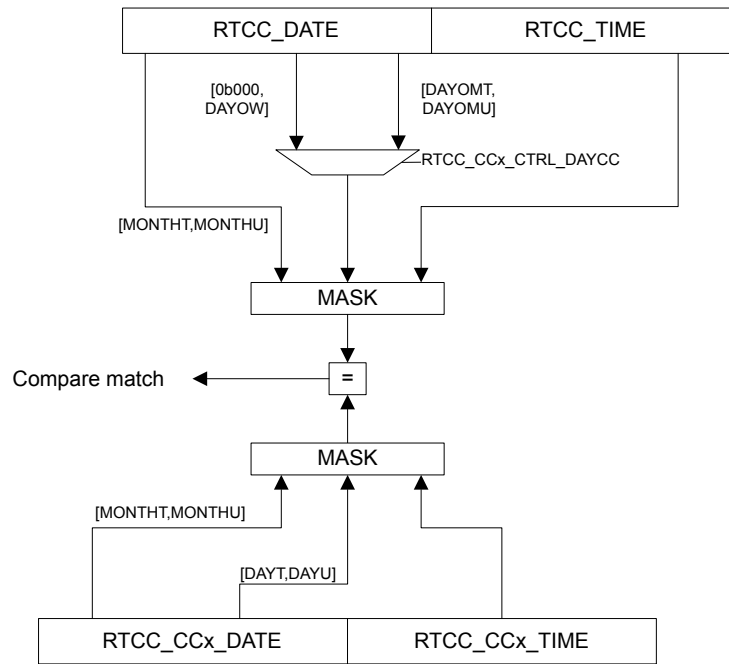 RTCC_DATE
RTCC_TIME
[0b000,
DAYOW]
[DAYOMT,
DAYOMU]
RTCC_CCx_CTRL_DAYCC
[MONTHT,MONTHU]
MASK
Compare match
=
MASK
[MONTHT,MONTHU]
[DAYT,DAYU]
RTCC_CCx_DATE
RTCC_CCx_TIME